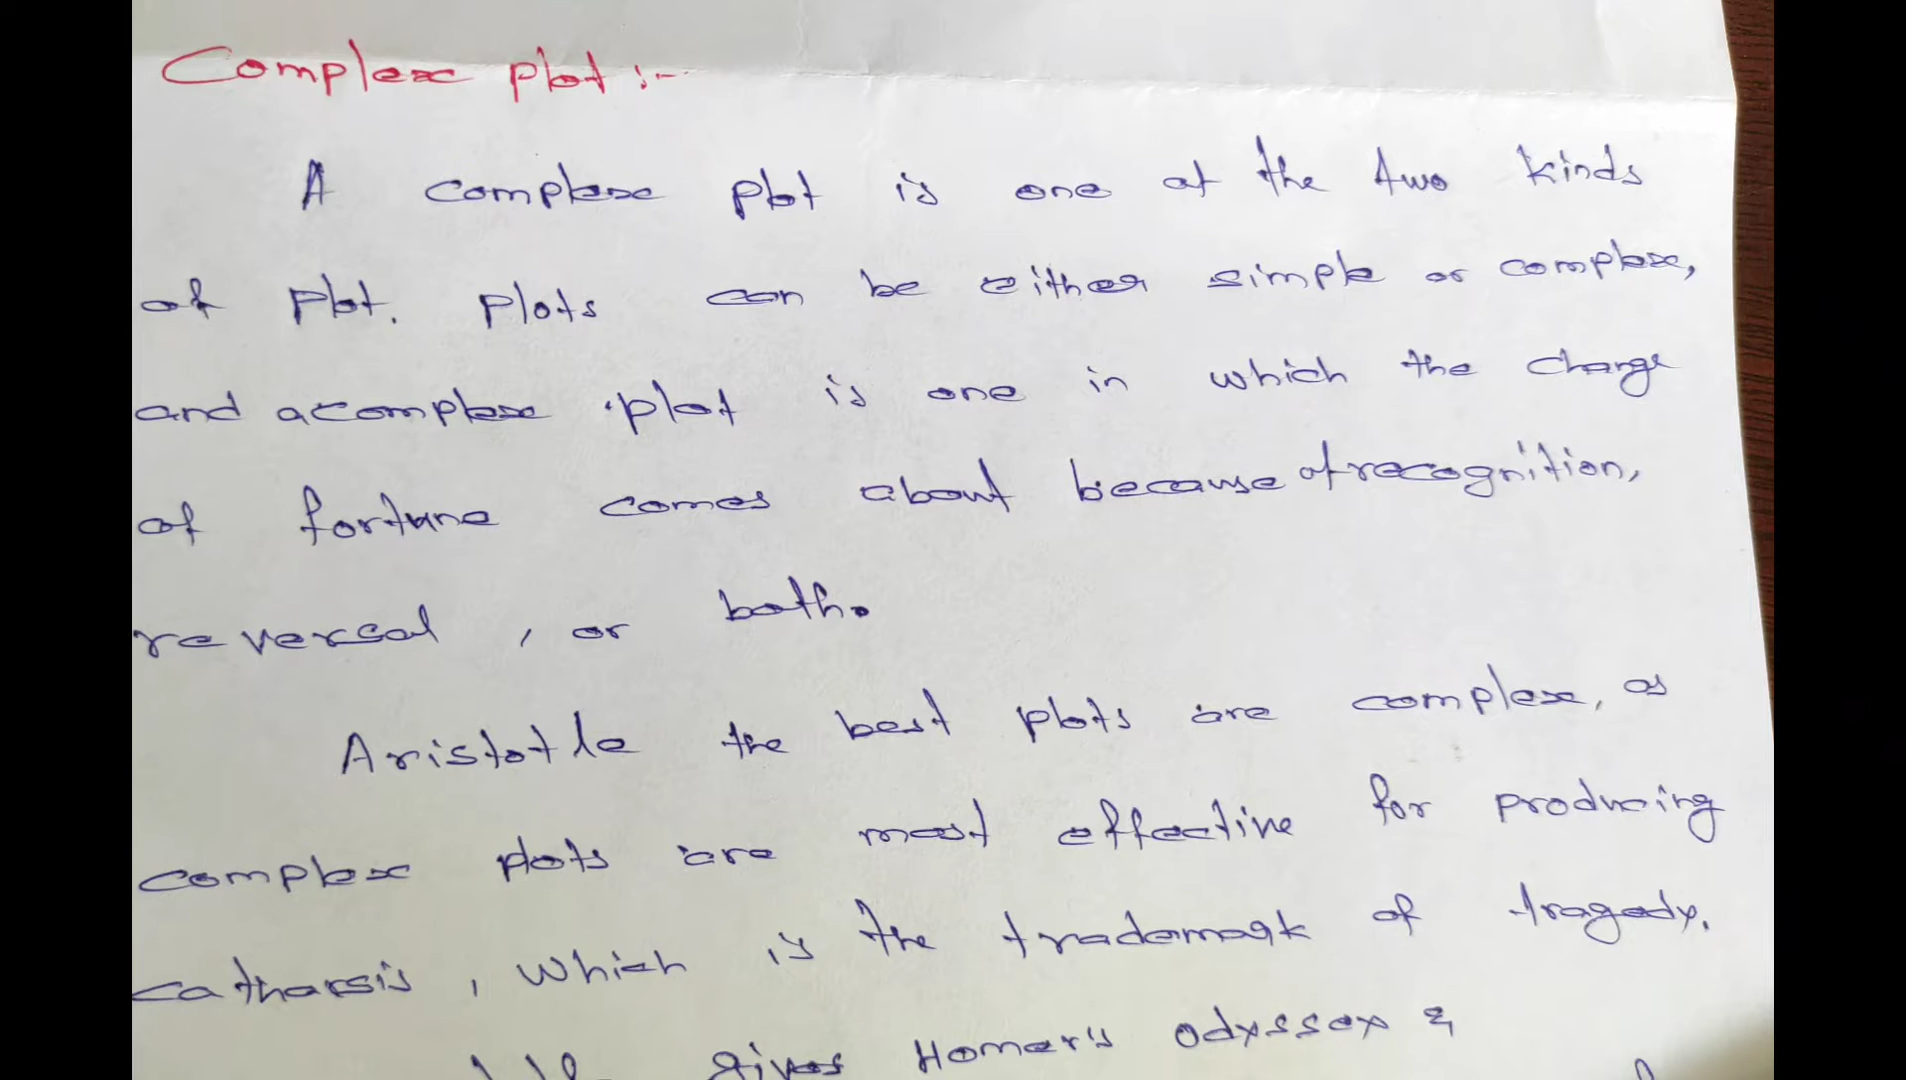 Complex plot :-
A complex plot is one of the two kinds
of plot. Plots can be either simple or complex,
and a complex plot is one in which the change
of fortune comes about because of recognition,
reversal, or both.
Aristotle the best plots are complex, as
complex plots are most effective for producing
catharsis, which is the trademark of tragedy.
gives Homer's Odyssey &